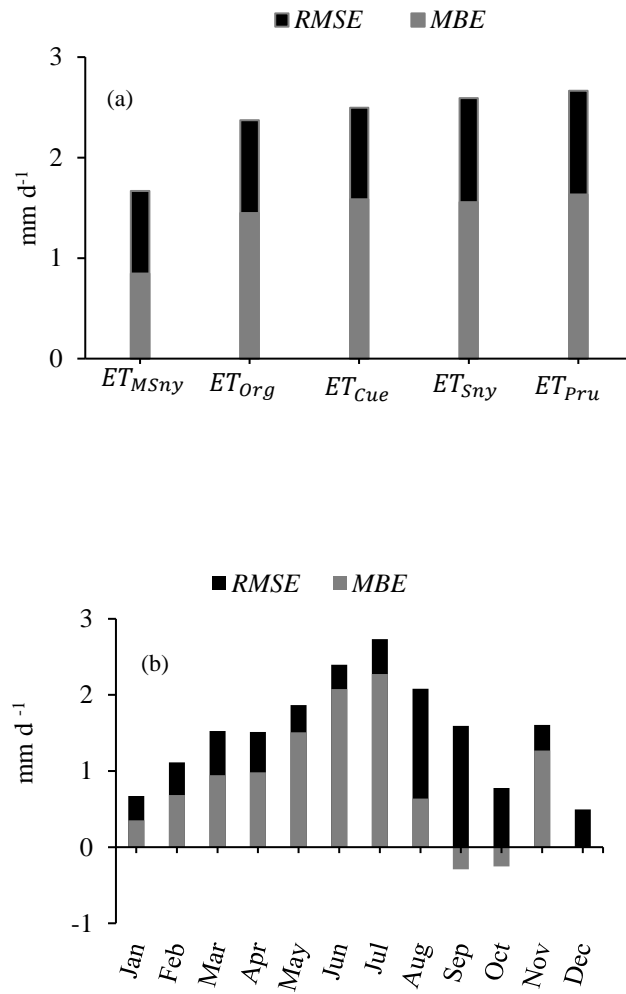 RMSE MBE
3
(a)
2
mm d-1
1
0
ETMSny ETOrg ETCue ETSny ETPru
RMSE MBE
3
(b)
2
mm d -1
1
0
-1
Jan Feb Mar Apr May Jun Jul Aug Sep Oct Nov Dec